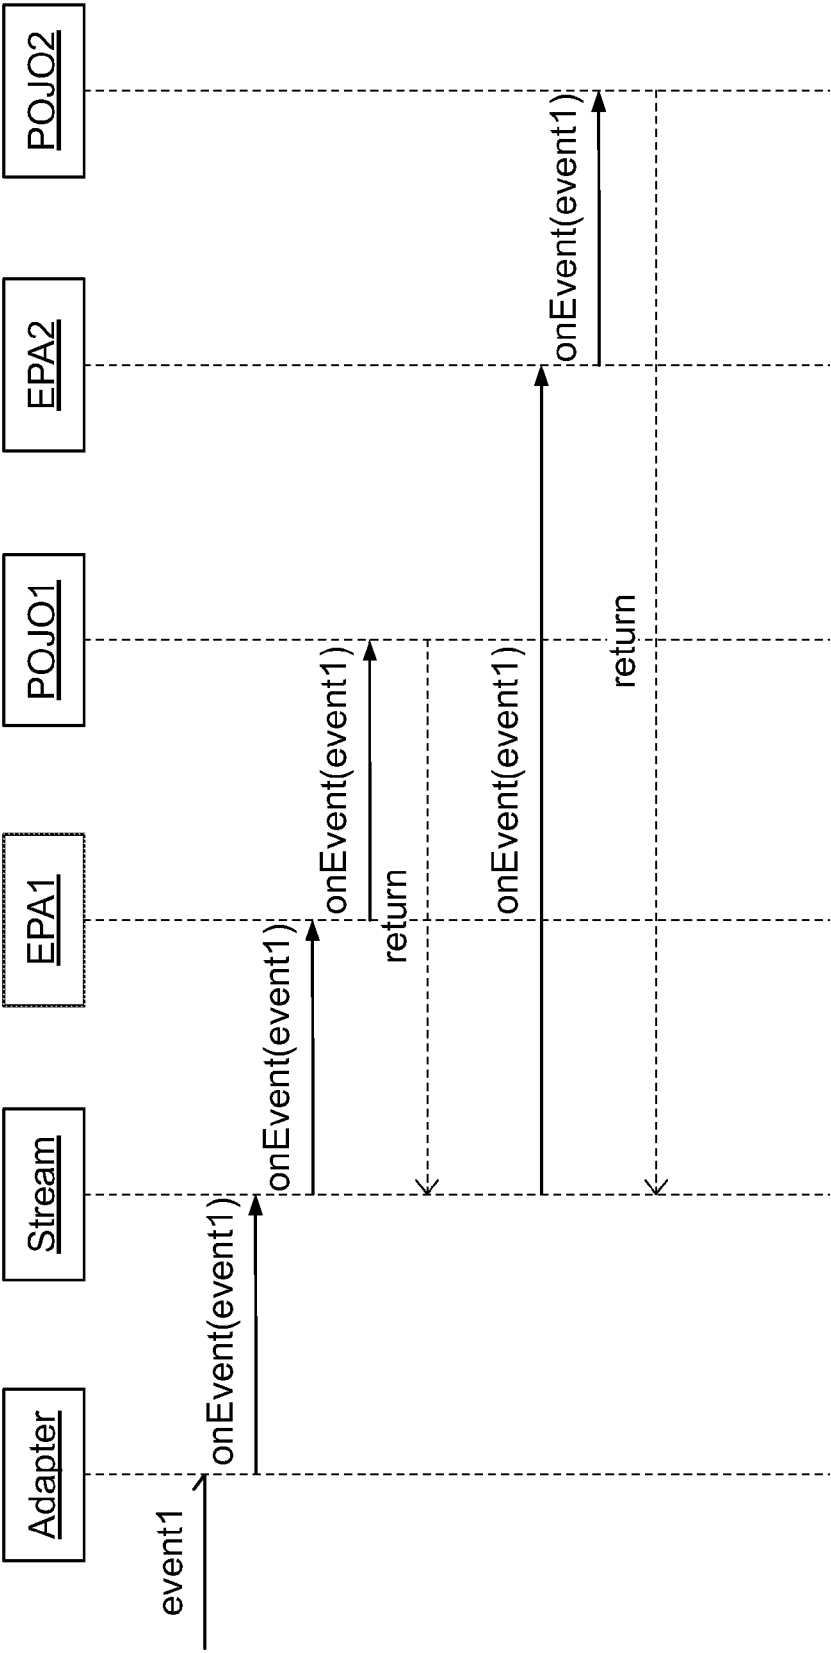 Adapter
Stream
EPA1
POJO1
EPA2
POJO2
event1
onEvent(event1)
onEvent(event1)
onEvent(event1)
return
onEvent(event1)
onEvent(event1)
return